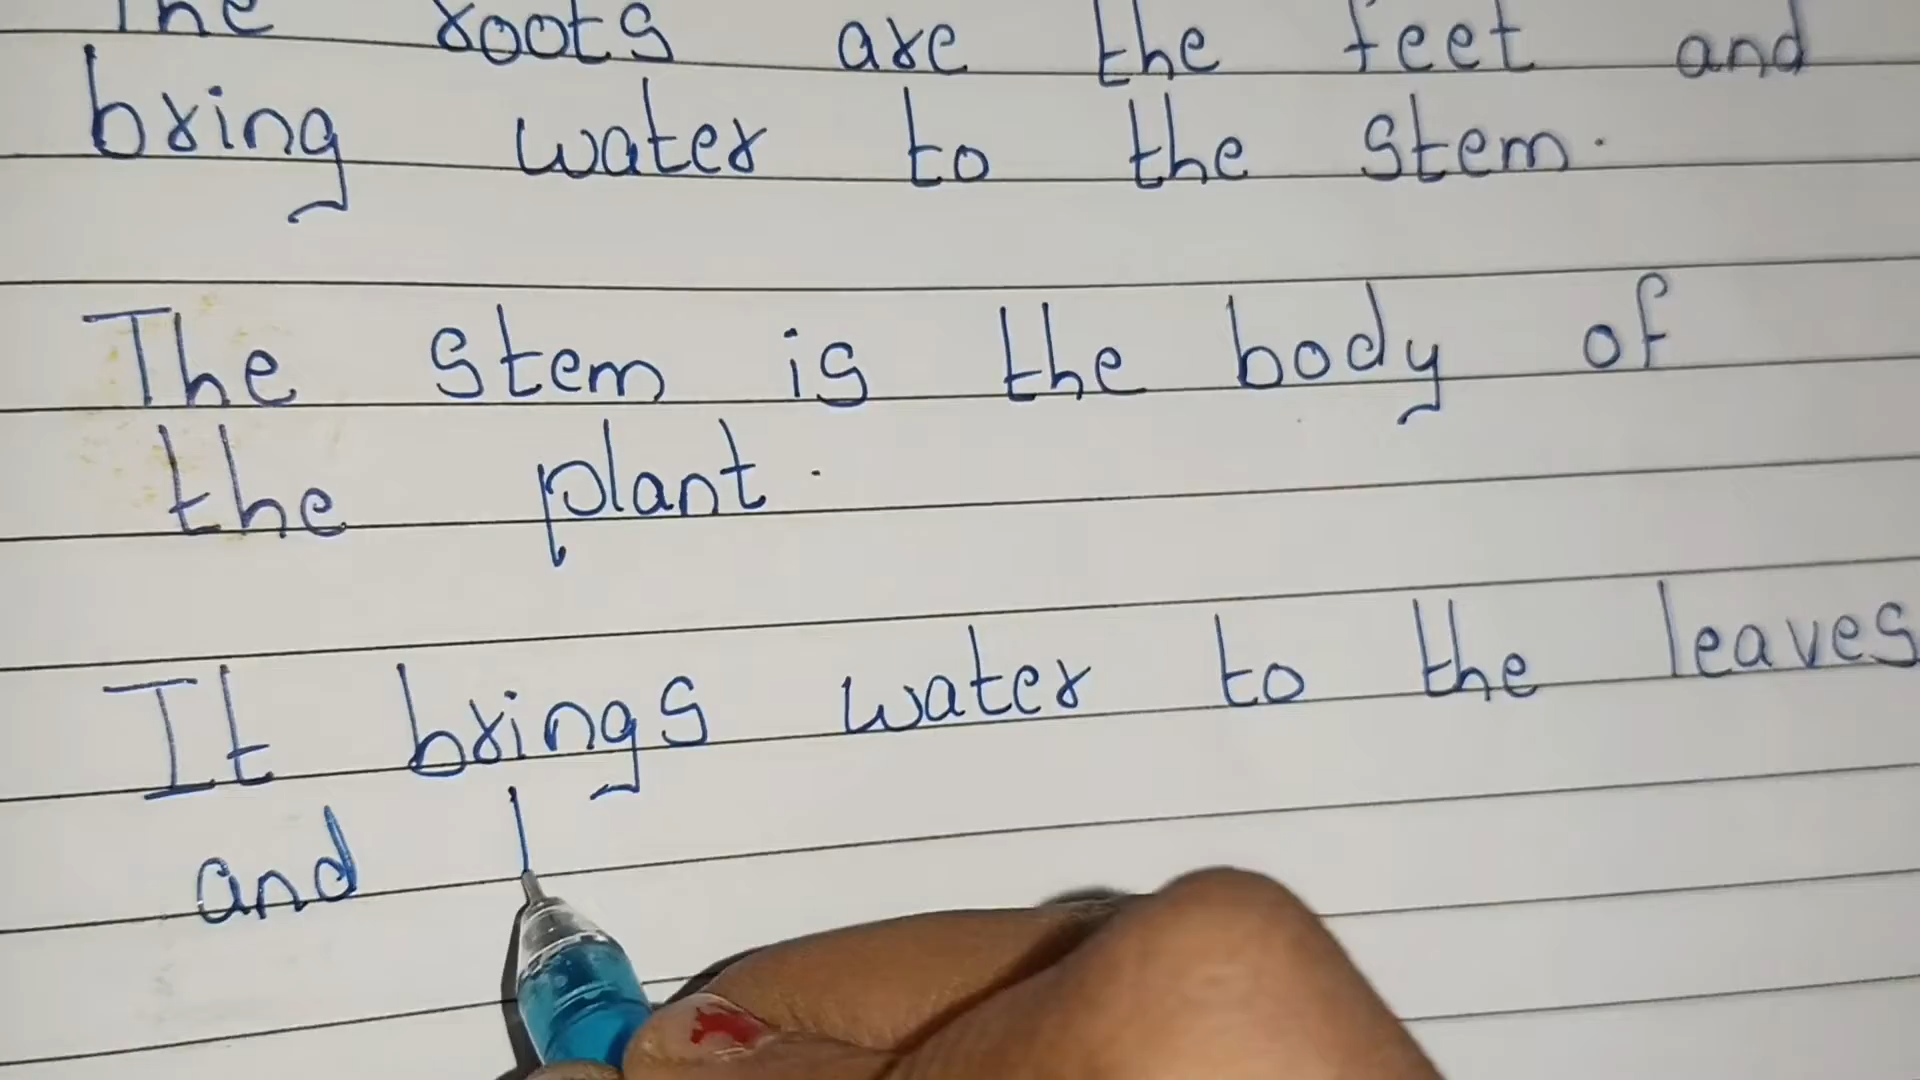 The roots are the feet and
bring water to the stem.
The stem is the body of
the plant.
It brings water to the leaves
and